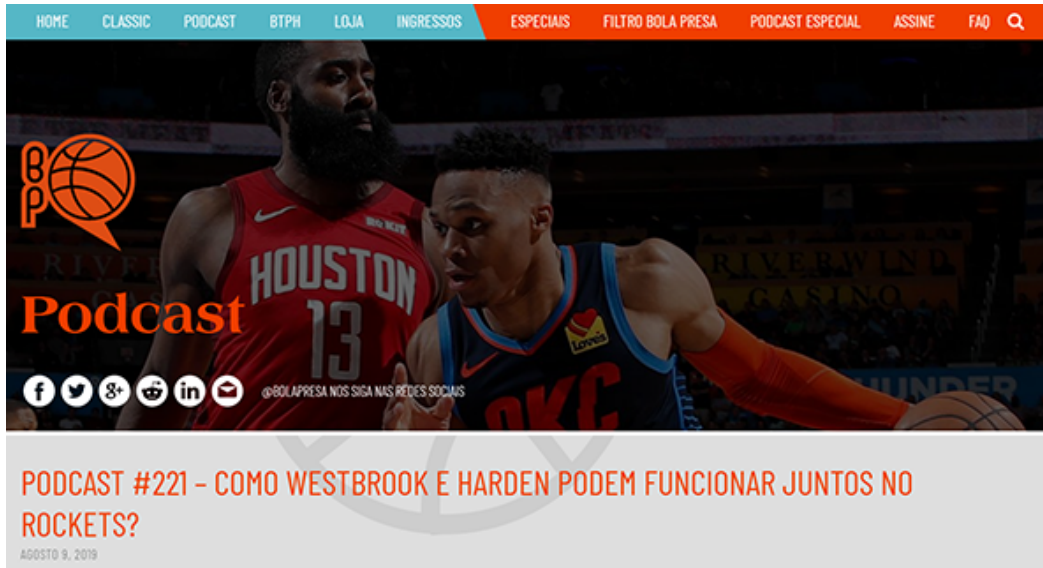 HOME CLASSIC PODCAST BTPH LOJA INGRESSOS ESPECIAIS FILTRO BOLA PRESA PODCAST ESPECIAL ASSINE FAQ
BP
RIVERWIND
CASINO
HOUSTON
13
Love's
OKC
THUNDER
Podcast
@BOLAPRESA NOS SIGA NAS REDES SOCIAIS
PODCAST #221 – COMO WESTBROOK E HARDEN PODEM FUNCIONAR JUNTOS NO
ROCKETS?
AGOSTO 9, 2019